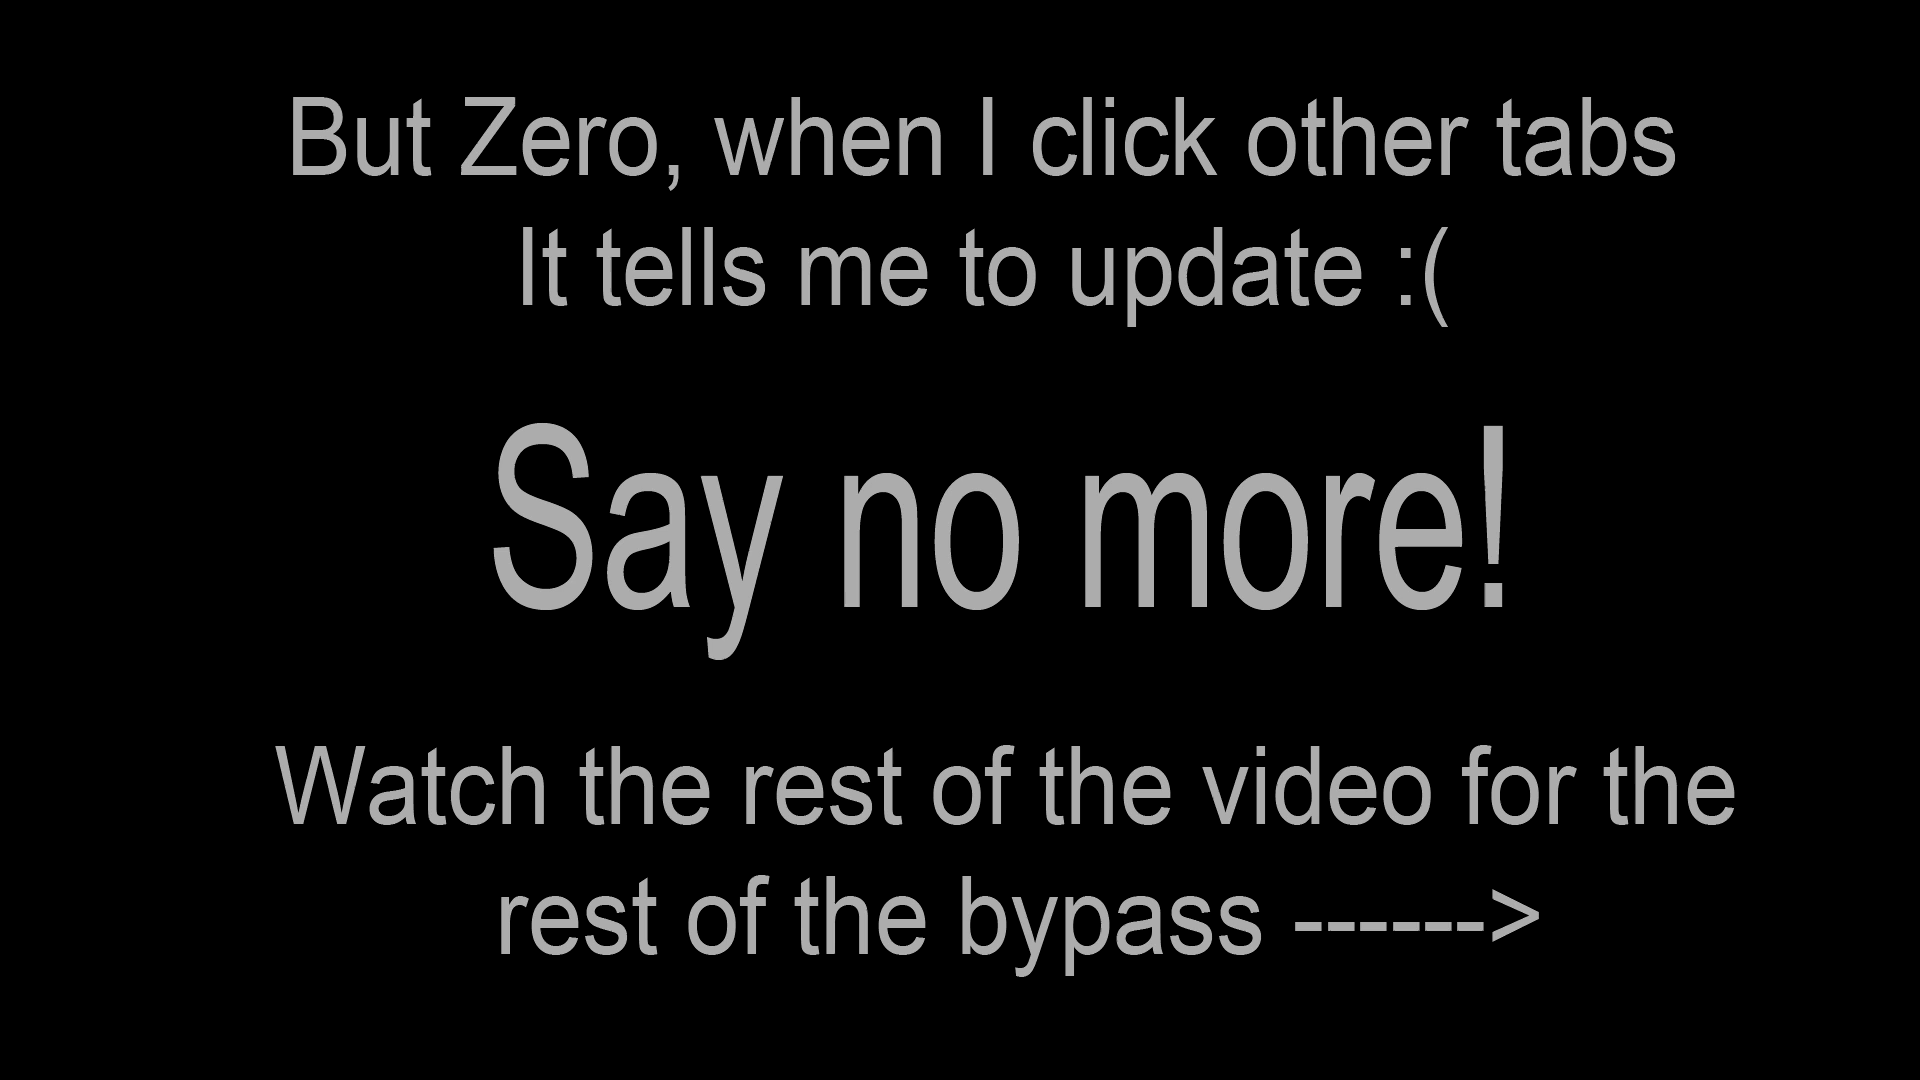 But Zero, when I click other tabs
It tells me to update :(
Say no more!
Watch the rest of the video for the
rest of the bypass ------>